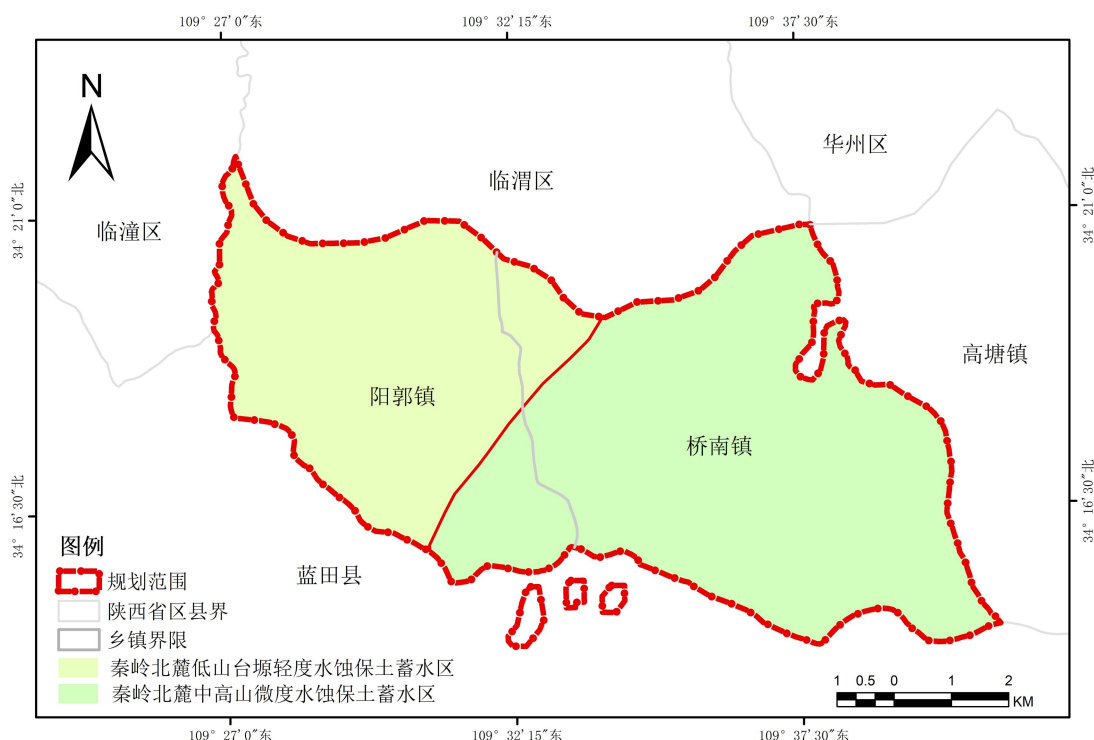 109° 27′ 0″东
109° 32′ 15″东
109° 37′ 30″东
N
华州区
临渭区
34° 21′ 0″北
34° 21′ 0″北
临潼区
高塘镇
阳郭镇
桥南镇
34° 16′ 30″北
34° 16′ 30″北
图例
蓝田县
规划范围
陕西省区县界
乡镇界限
秦岭北麓低山台塬轻度水蚀保土蓄水区
秦岭北麓中高山微度水蚀保土蓄水区
1 0.5 0 1 2
KM
109° 27′ 0″东
109° 32′ 15″东
109° 37′ 30″东